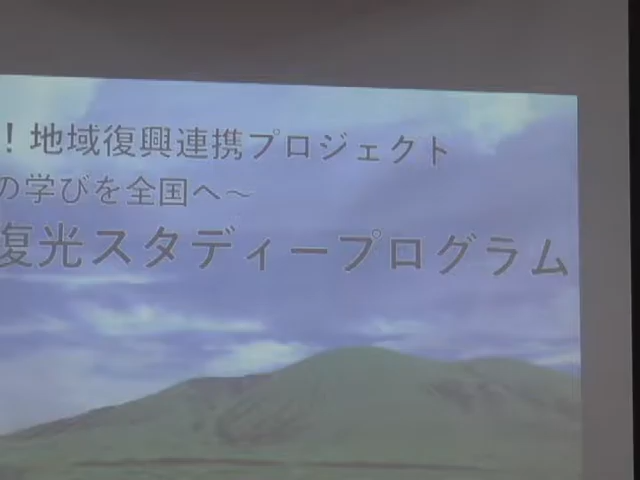 ！地域復興連携プロジェクト
の学びを全国へ～
復光スタディープログラム